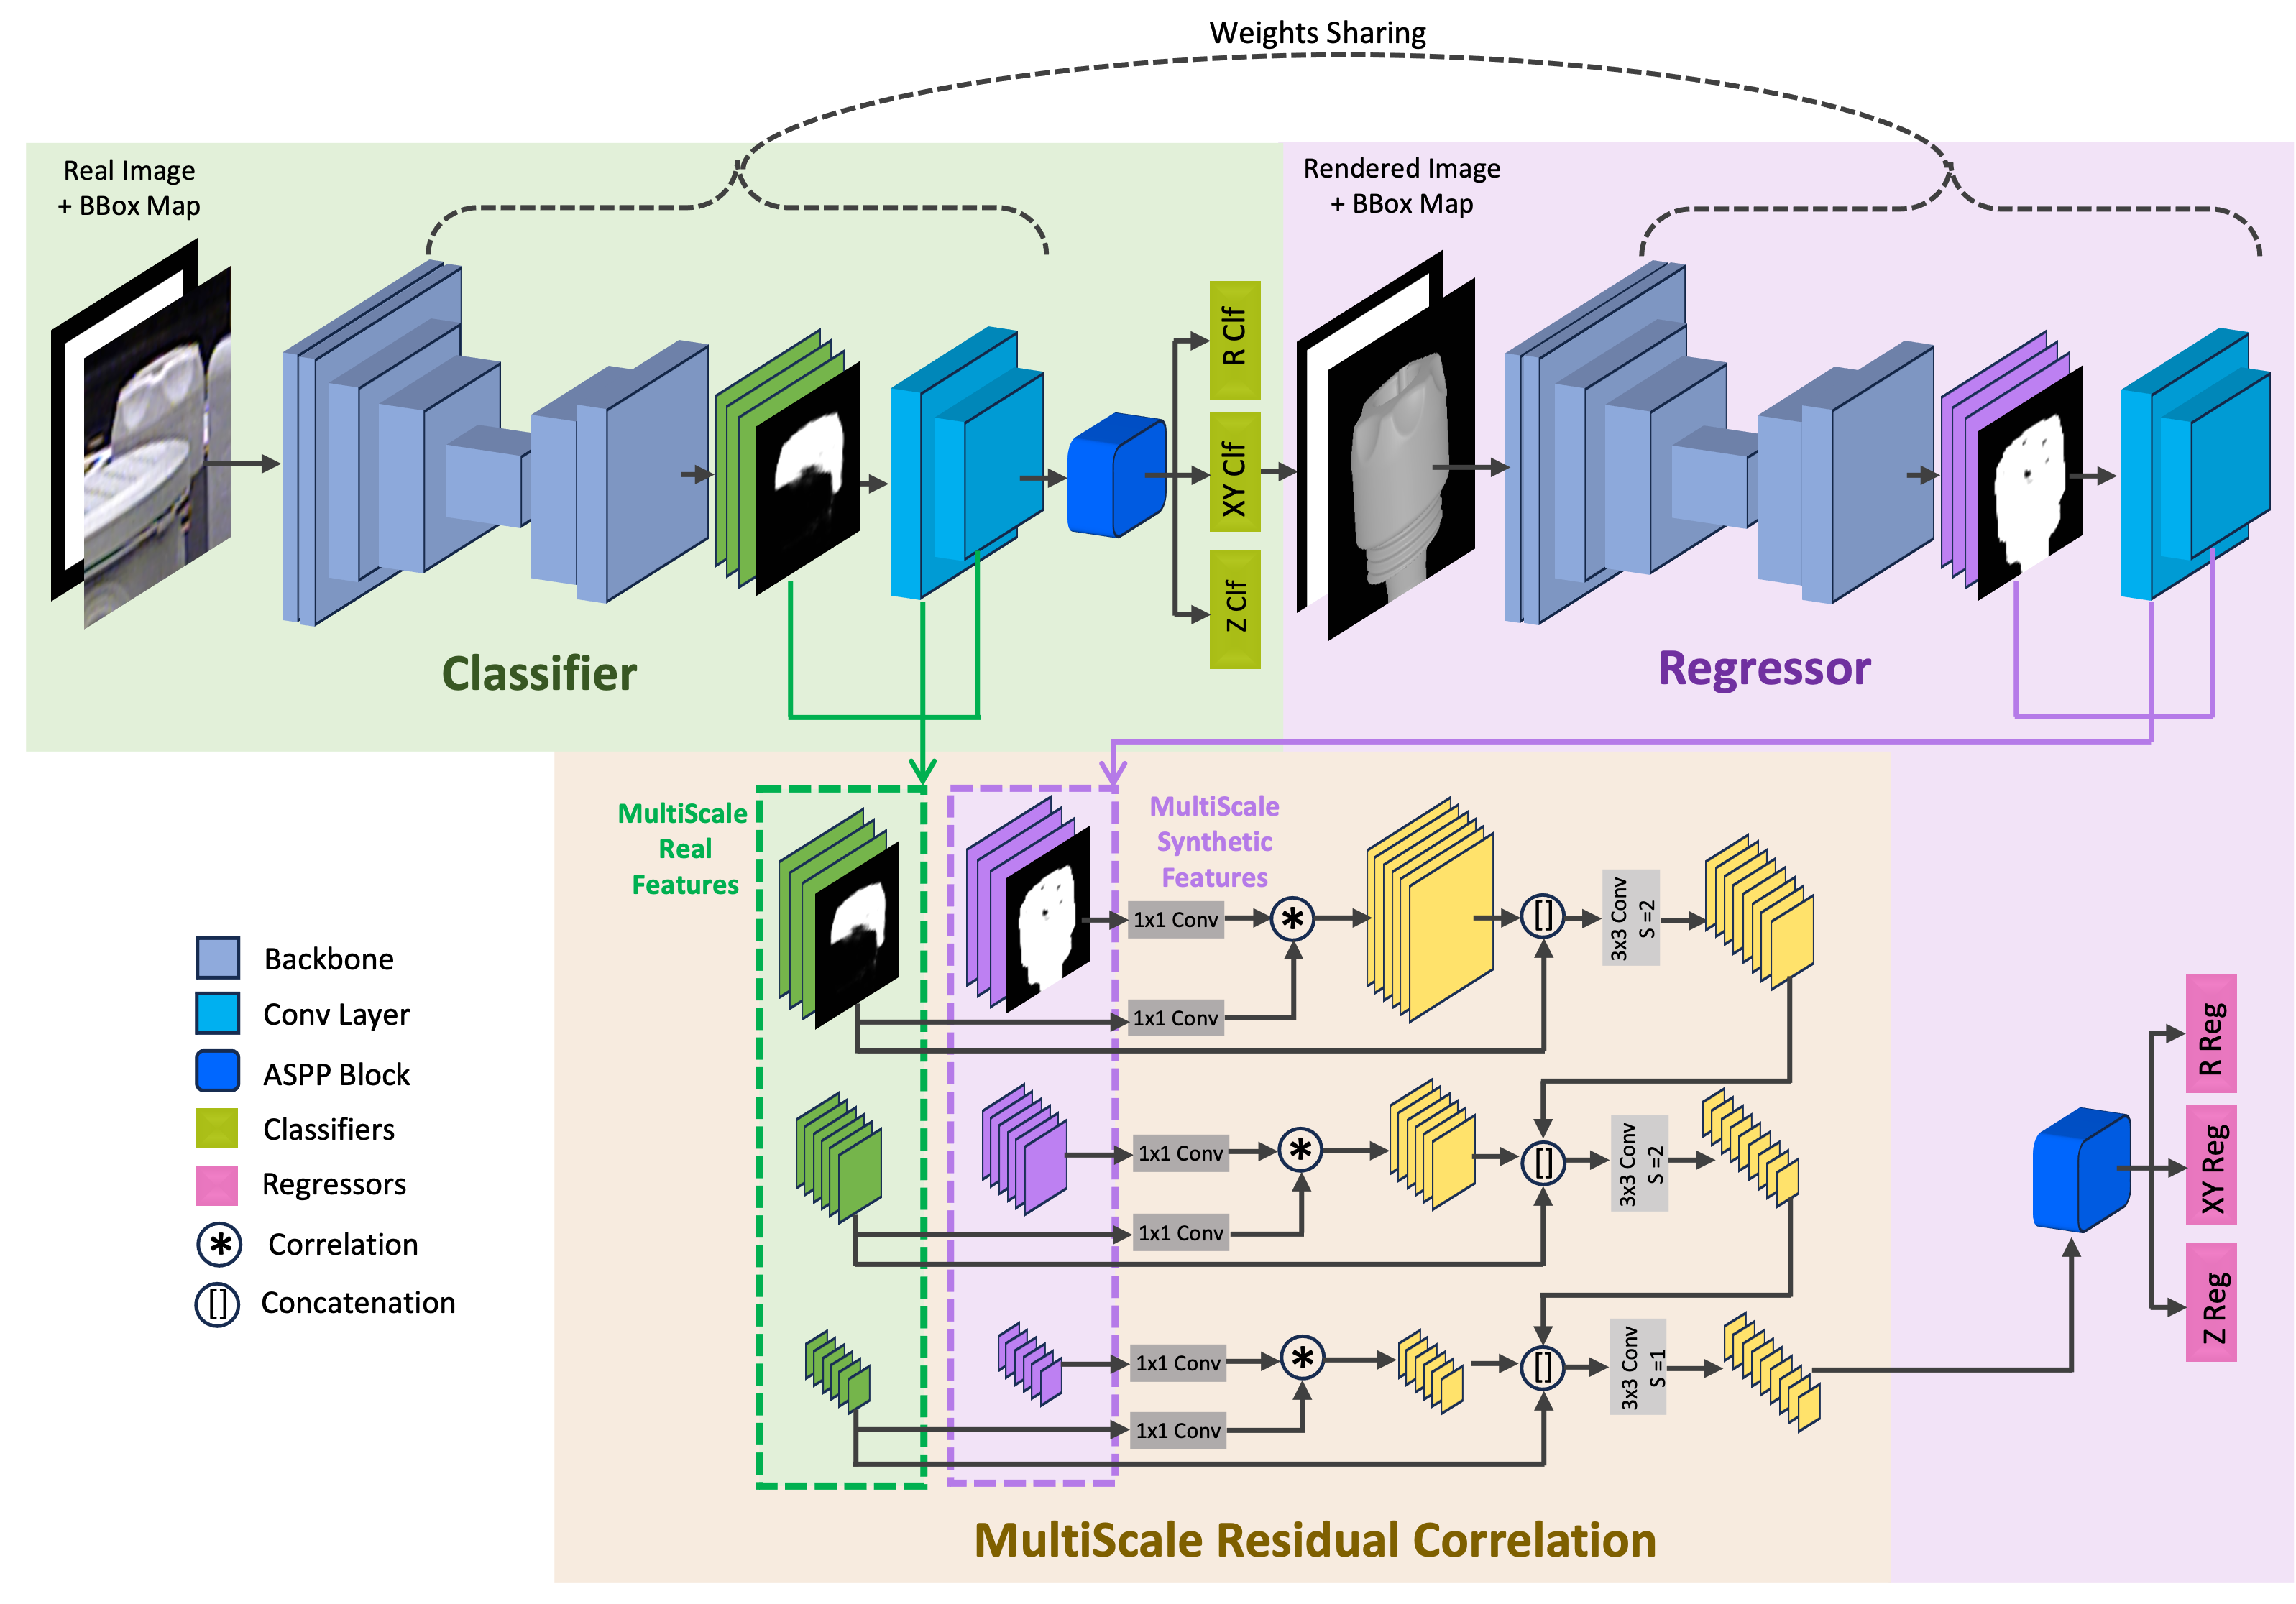 Weights Sharing
Real Image
+ BBox Map
Rendered Image
+ BBox Map
R Clf
XY Clf
Z Clf
Classifier
Regressor
MultiScale
Real
Features
MultiScale
Synthetic
Features
1x1 Conv
*
[]
3x3 Conv
S =2
1x1 Conv
1x1 Conv
*
[]
3x3 Conv
S =2
1x1 Conv
1x1 Conv
*
[]
3x3 Conv
S =1
1x1 Conv
R Reg
XY Reg
Z Reg
Backbone
Conv Layer
ASPP Block
Classifiers
Regressors
* Correlation
[] Concatenation
MultiScale Residual Correlation